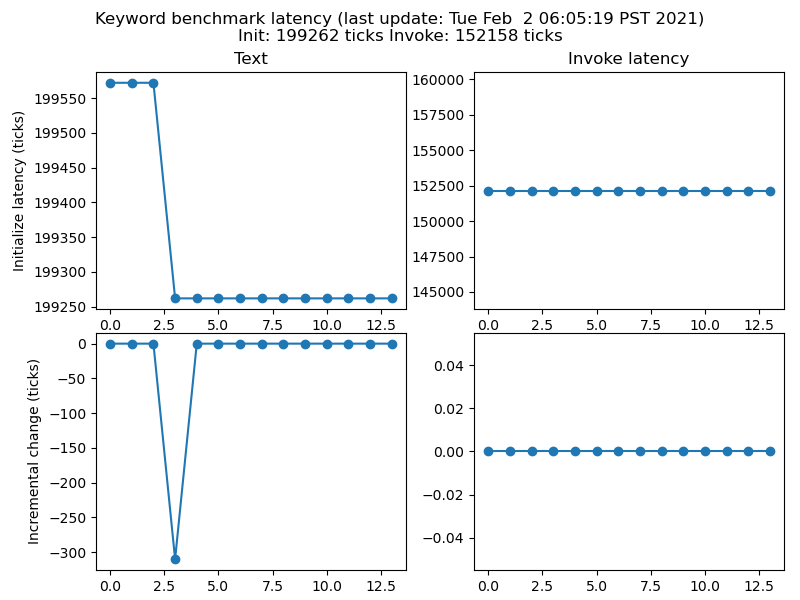 Keyword benchmark latency (last update: Tue Feb  2 06:05:19 PST 2021)
Init: 199262 ticks Invoke: 152158 ticks
Text
Invoke latency
Initialize latency (ticks)
199550
199500
199450
199400
199350
199300
199250
0.0 2.5 5.0 7.5 10.0 12.5
160000
157500
155000
152500
150000
147500
145000
0.0 2.5 5.0 7.5 10.0 12.5
Incremental change (ticks)
0
−50
−100
−150
−200
−250
−300
0.0 2.5 5.0 7.5 10.0 12.5
0.04
0.02
0.00
−0.02
−0.04
0.0 2.5 5.0 7.5 10.0 12.5